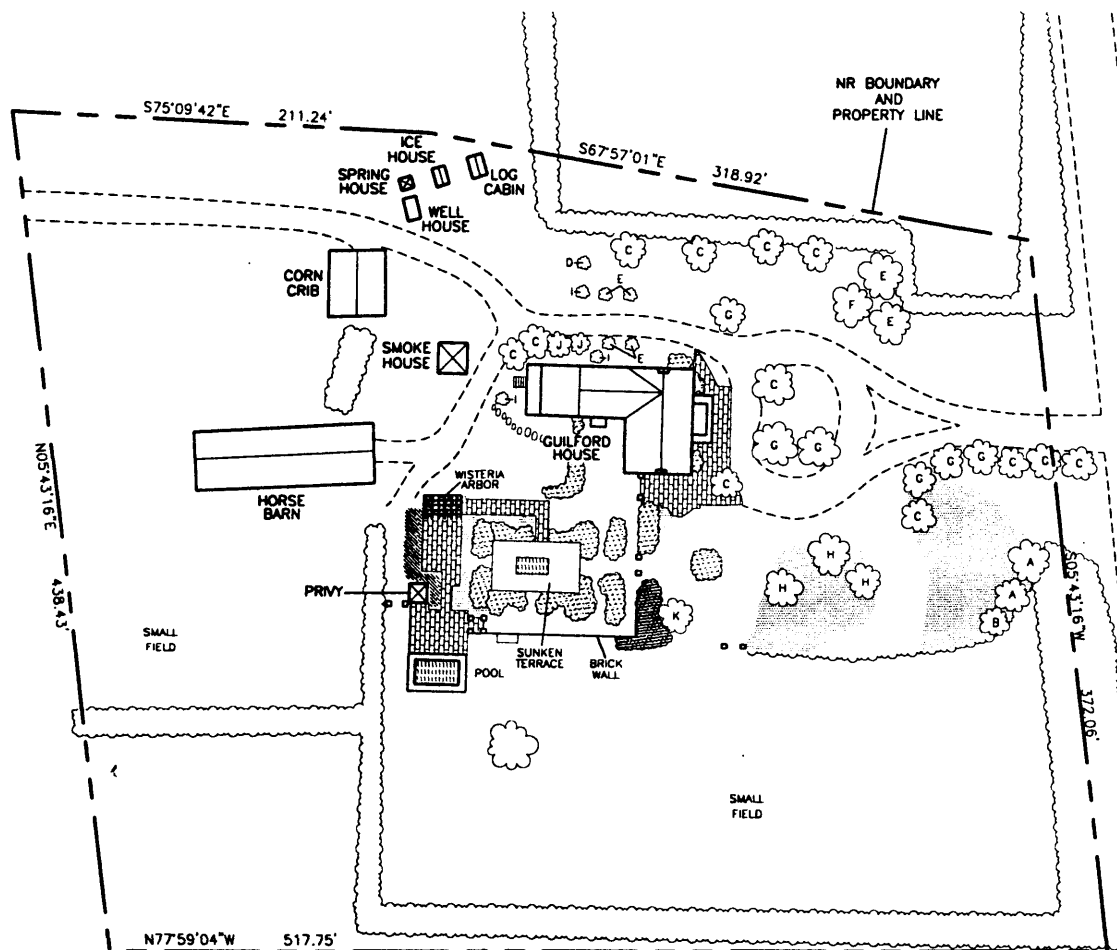 S75°09'42"E 211.24'
NR BOUNDARY
AND
PROPERTY LINE
ICE
HOUSE
S67°57'01"E 318.92'
SPRING
HOUSE
LOG
CABIN
WELL
HOUSE
C
C
C
C
D
E
E
I
E
F
E
CORN
CRIB
G
SMOKE
HOUSE
C
C
J
J
I
E
C
I
GUILFORD
HOUSE
G
G
WISTERIA
ARBOR
HORSE
BARN
C
G
G
C
G
C
G
C
N05°43'16"E 438.43'
H
H
H
A
A
B
S05°43'16"W 372.06'
PRIVY
K
SMALL
FIELD
SUNKEN
TERRACE
BRICK
WALL
POOL
SMALL
FIELD
N77°59'04"W 517.75'